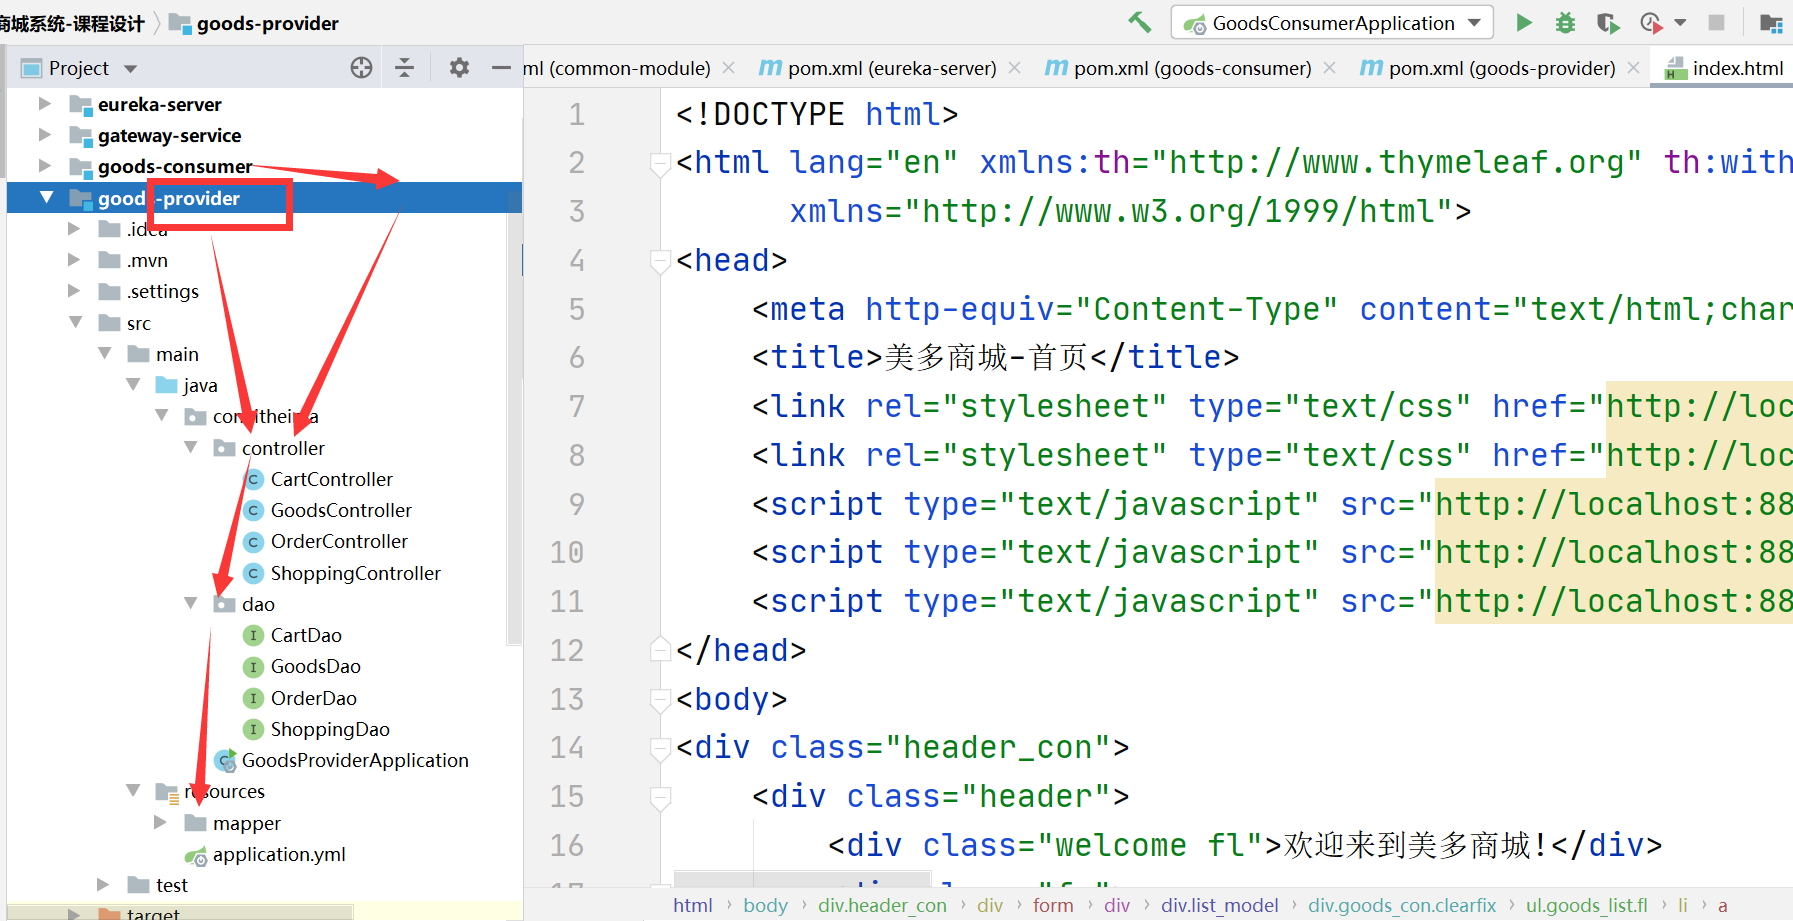 商城系统-课程设计 goods-provider GoodsConsumerApplication
Project
ml (common-module) pom.xml (eureka-server) pom.xml (goods-consumer) pom.xml (goods-provider) index.html
eureka-server
gateway-service
goods-consumer
goods-provider
.idea
.mvn
.settings
src
main
java
com.itheima
controller
CartController
GoodsController
OrderController
ShoppingController
dao
CartDao
GoodsDao
OrderDao
ShoppingDao
GoodsProviderApplication
resources
mapper
application.yml
test
target
1 <!DOCTYPE html>
2 <html lang="en" xmlns:th="http://www.thymeleaf.org" th:with
3 xmlns="http://www.w3.org/1999/html">
4 <head>
5 <meta http-equiv="Content-Type" content="text/html;char
6 <title>美多商城-首页</title>
7 <link rel="stylesheet" type="text/css" href="http://loc
8 <link rel="stylesheet" type="text/css" href="http://loc
9 <script type="text/javascript" src="http://localhost:88
10 <script type="text/javascript" src="http://localhost:88
11 <script type="text/javascript" src="http://localhost:88
12 </head>
13 <body>
14 <div class="header_con">
15 <div class="header">
16 <div class="welcome fl">欢迎来到美多商城!</div>
html body div.header_con div form div div.list_model div.goods_con.clearfix ul.goods_list.fl li a